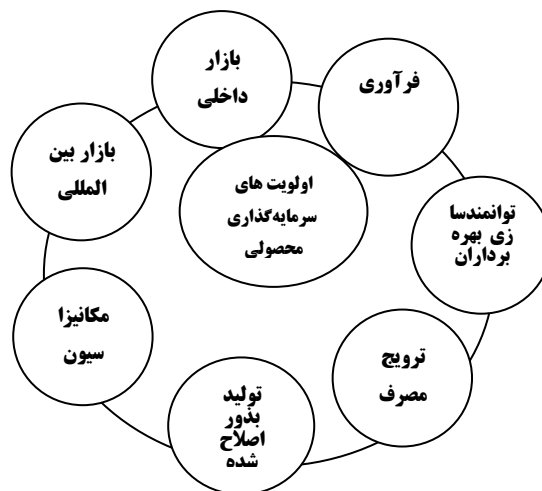 بازار
داخلی
فرآوری
بازار بین
المللی
اولویت های
سرمایه‌گذاری
محصولی
توانمندسا
زی بهره
برداران
مکانیزا
سیون
ترویج
مصرف
تولید
بذور
اصلاح
شده